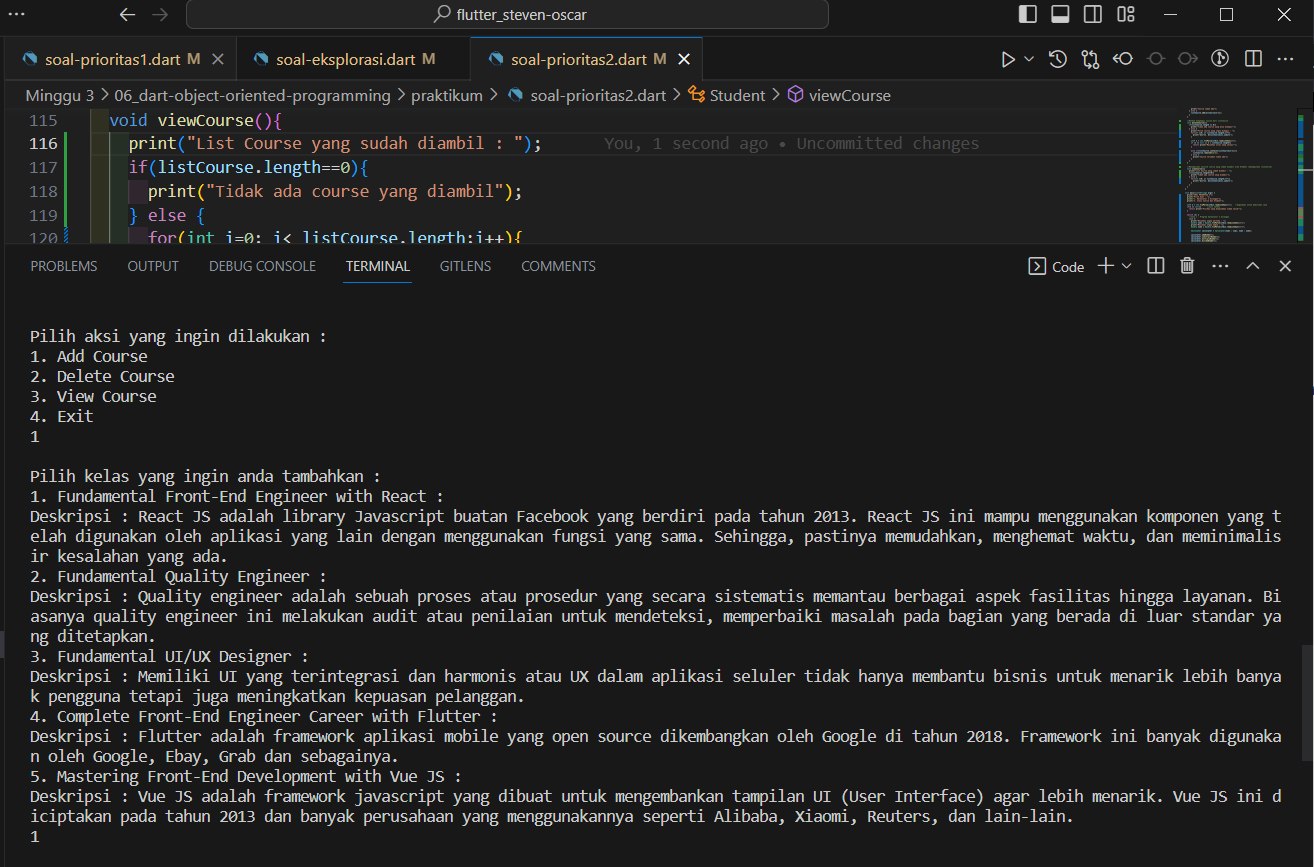 flutter_steven-oscar
soal-prioritas1.dart M
soal-eksplorasi.dart M
soal-prioritas2.dart M
Minggu 3 > 06_dart-object-oriented-programming > praktikum > soal-prioritas2.dart > Student > viewCourse
115 void viewCourse(){
116 print("List Course yang sudah diambil : "); You, 1 second ago • Uncommitted changes
117 if(listCourse.length==0){
118 print("Tidak ada course yang diambil");
119 } else {
120 for(int i=0; i< listCourse.length;i++){
PROBLEMS OUTPUT DEBUG CONSOLE TERMINAL GITLENS COMMENTS
Code
Pilih aksi yang ingin dilakukan :
1. Add Course
2. Delete Course
3. View Course
4. Exit
1
Pilih kelas yang ingin anda tambahkan :
1. Fundamental Front-End Engineer with React :
Deskripsi : React JS adalah library Javascript buatan Facebook yang berdiri pada tahun 2013. React JS ini mampu menggunakan komponen yang t
elah digunakan oleh aplikasi yang lain dengan menggunakan fungsi yang sama. Sehingga, pastinya memudahkan, menghemat waktu, dan meminimalis
ir kesalahan yang ada.
2. Fundamental Quality Engineer :
Deskripsi : Quality engineer adalah sebuah proses atau prosedur yang secara sistematis memantau berbagai aspek fasilitas hingga layanan. Bi
asanya quality engineer ini melakukan audit atau penilaian untuk mendeteksi, memperbaiki masalah pada bagian yang berada di luar standar ya
ng ditetapkan.
3. Fundamental UI/UX Designer :
Deskripsi : Memiliki UI yang terintegrasi dan harmonis atau UX dalam aplikasi seluler tidak hanya membantu bisnis untuk menarik lebih banya
k pengguna tetapi juga meningkatkan kepuasan pelanggan.
4. Complete Front-End Engineer Career with Flutter :
Deskripsi : Flutter adalah framework aplikasi mobile yang open source dikembangkan oleh Google di tahun 2018. Framework ini banyak digunaka
n oleh Google, Ebay, Grab dan sebagainya.
5. Mastering Front-End Development with Vue JS :
Deskripsi : Vue JS adalah framework javascript yang dibuat untuk mengembankan tampilan UI (User Interface) agar lebih menarik. Vue JS ini d
iciptakan pada tahun 2013 dan banyak perusahaan yang menggunakannya seperti Alibaba, Xiaomi, Reuters, dan lain-lain.
1